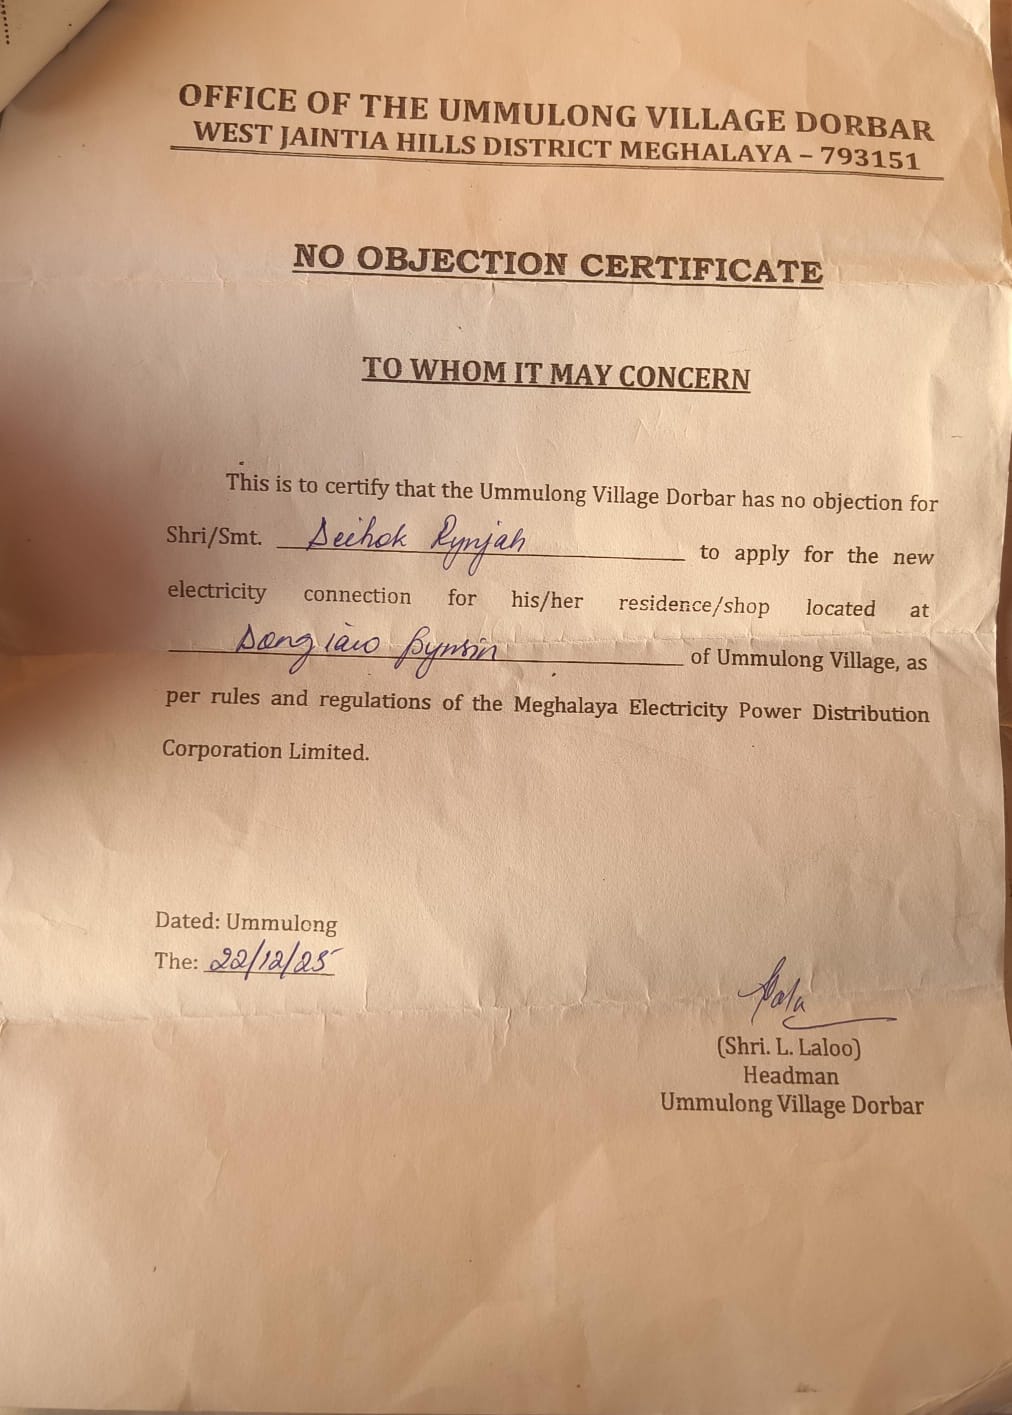 OFFICE OF THE UMMULONG VILLAGE DORBAR
WEST JAINTIA HILLS DISTRICT MEGHALAYA – 793151
NO OBJECTION CERTIFICATE
TO WHOM IT MAY CONCERN
This is to certify that the Ummulong Village Dorbar has no objection for
Shri/Smt. Deihok Rynjah to apply for the new
electricity connection for his/her residence/shop located at
Dongiaw Bynsin of Ummulong Village, as
per rules and regulations of the Meghalaya Electricity Power Distribution
Corporation Limited.
Dated: Ummulong
The: 22/12/25
(Shri. L. Laloo)
Headman
Ummulong Village Dorbar